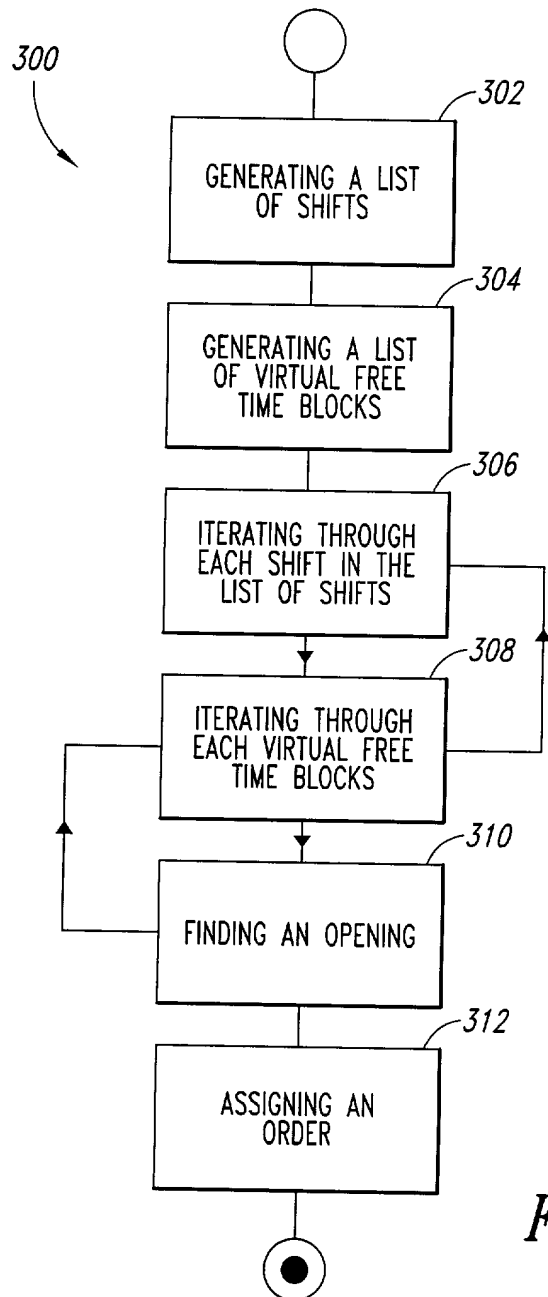 300
302
GENERATING A LIST
OF SHIFTS
304
GENERATING A LIST
OF VIRTUAL FREE
TIME BLOCKS
306
ITERATING THROUGH
EACH SHIFT IN THE
LIST OF SHIFTS
308
ITERATING THROUGH
EACH VIRTUAL FREE
TIME BLOCKS
310
FINDING AN OPENING
312
ASSIGNING AN
ORDER
F